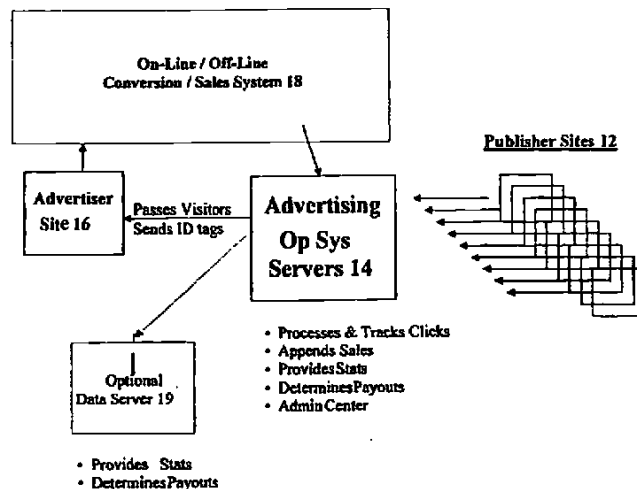 On-Line / Off-Line
Conversion / Sales System 18
Publisher Sites 12
Advertiser
Site 16
Passes Visitors
Sends ID tags
Advertising
Op Sys
Servers 14
• Processes & Tracks Clicks
• Appends Sales
• Provides Stats
• Determines Payouts
• Admin Center
Optional
Data Server 19
• Provides Stats
• Determines Payouts